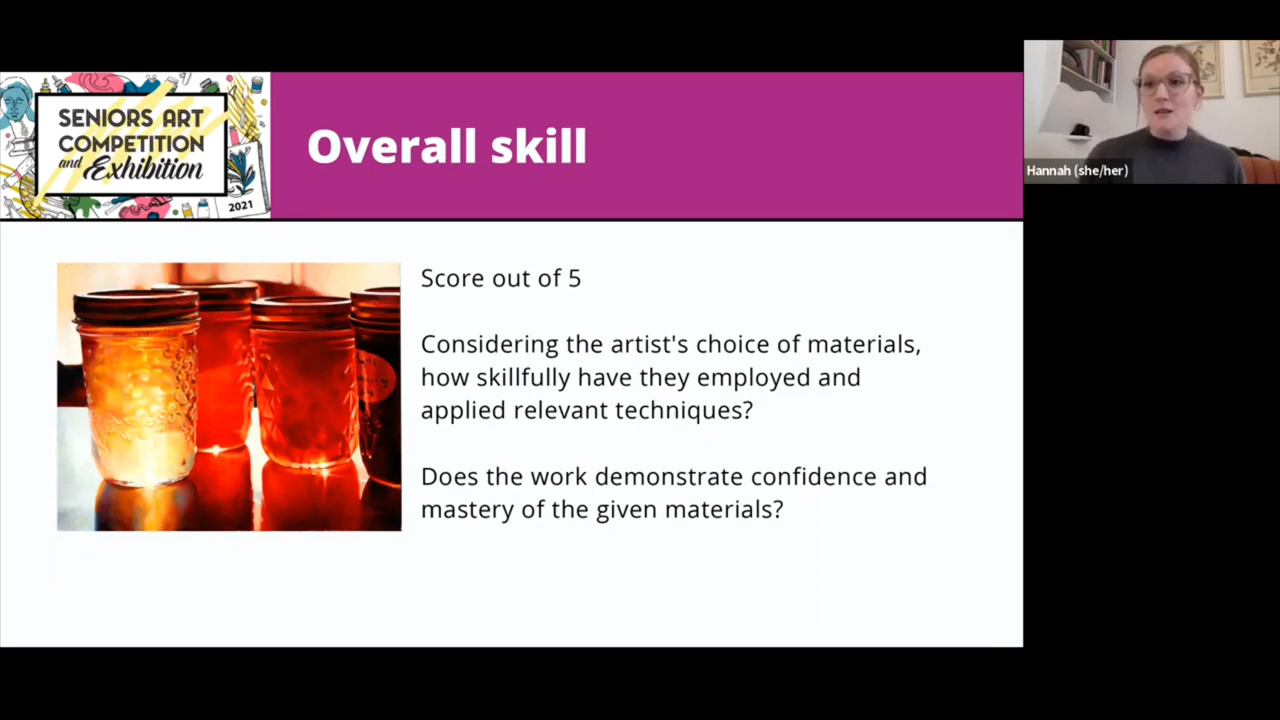 SENIORS ART
COMPETITION
and Exhibition
2021
Overall skill
Hannah (she/her)
Score out of 5
Considering the artist's choice of materials,
how skillfully have they employed and
applied relevant techniques?
Does the work demonstrate confidence and
mastery of the given materials?